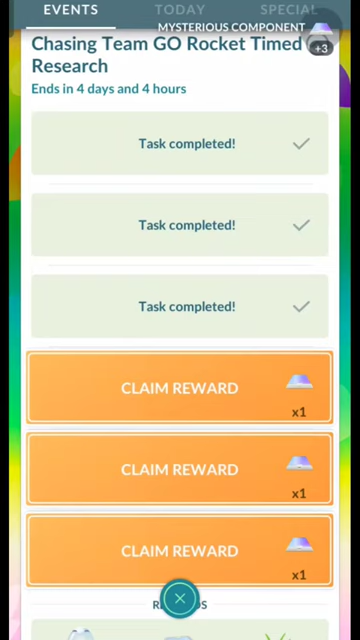 EVENTS
TODAY
SPECIAL
MYSTERIOUS COMPONENT
+3
Chasing Team GO Rocket Timed
Research
Ends in 4 days and 4 hours
Task completed!
Task completed!
Task completed!
CLAIM REWARD
x1
CLAIM REWARD
x1
CLAIM REWARD
x1